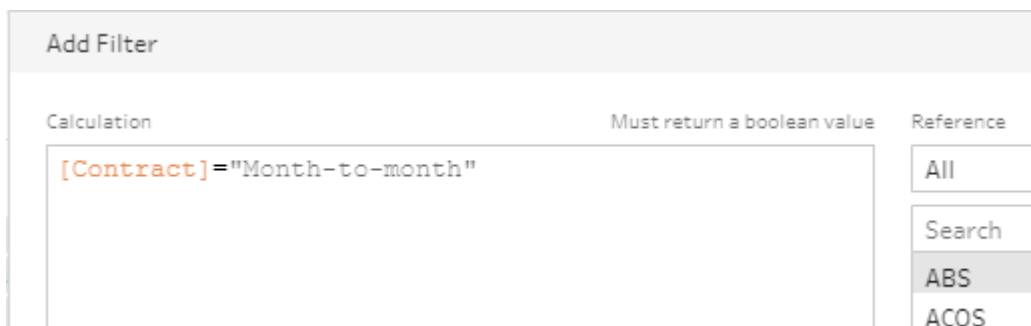 Add Filter
Calculation
Must return a boolean value
Reference
[Contract]="Month-to-month"
All
Search
ABS
ACOS